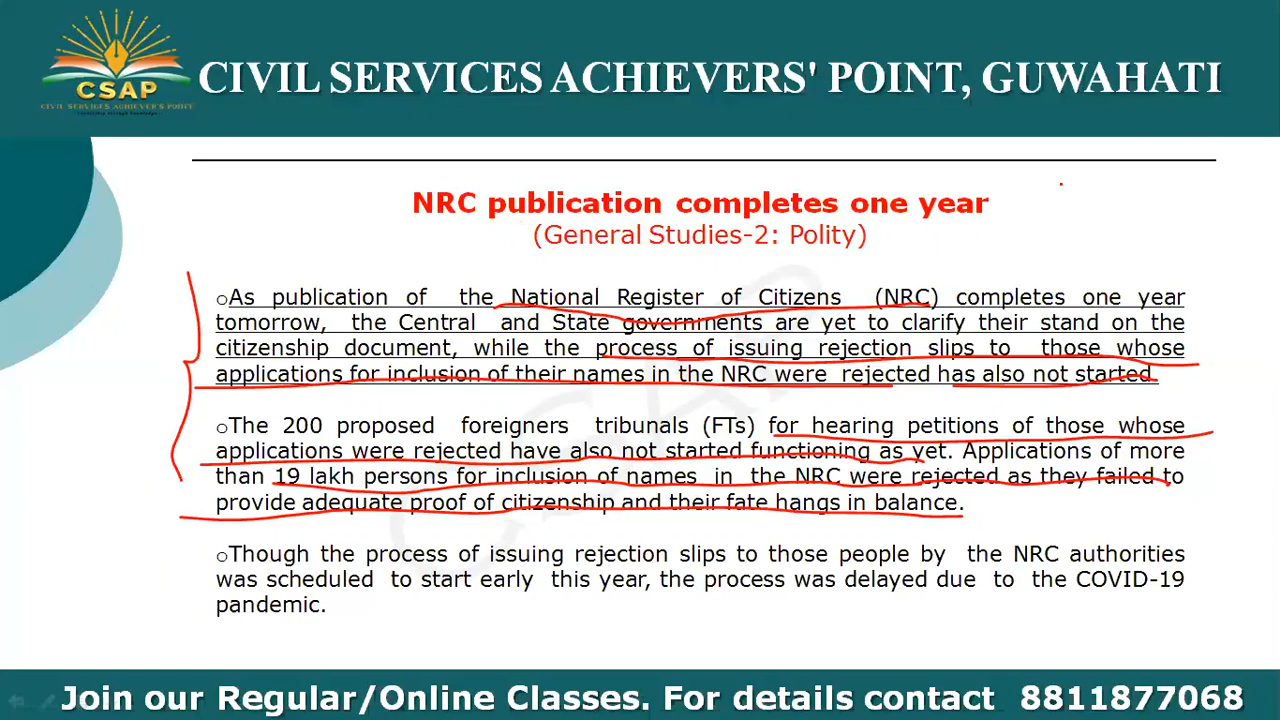 CSAP
CIVIL SERVICES ACHIEVER'S POINT
CIVIL SERVICES ACHIEVERS' POINT, GUWAHATI
NRC publication completes one year
(General Studies-2: Polity)
oAs publication of the National Register of Citizens (NRC) completes one year
tomorrow, the Central and State governments are yet to clarify their stand on the
citizenship document, while the process of issuing rejection slips to those whose
applications for inclusion of their names in the NRC were rejected has also not started.
oThe 200 proposed foreigners tribunals (FTs) for hearing petitions of those whose
applications were rejected have also not started functioning as yet. Applications of more
than 19 lakh persons for inclusion of names in the NRC were rejected as they failed to
provide adequate proof of citizenship and their fate hangs in balance.
oThough the process of issuing rejection slips to those people by the NRC authorities
was scheduled to start early this year, the process was delayed due to the COVID-19
pandemic.
CSAP
Join our Regular/Online Classes. For details contact 8811877068